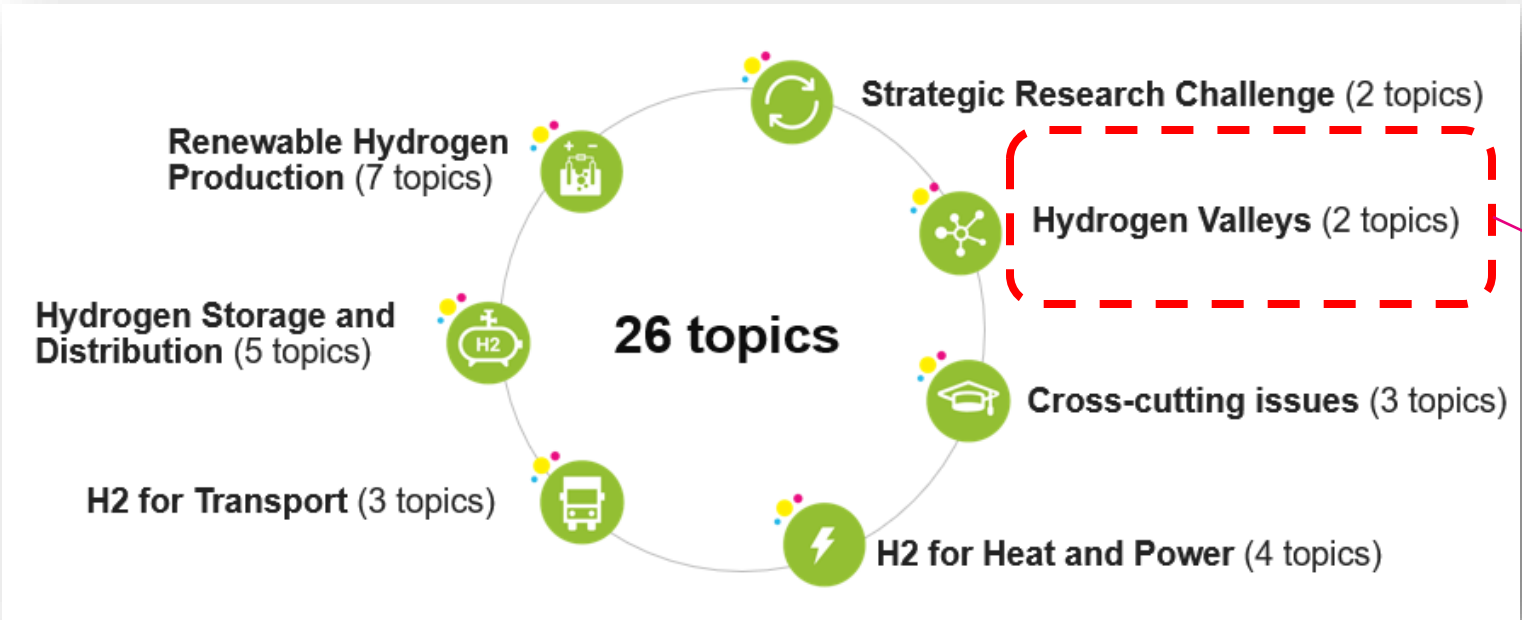 Strategic Research Challenge (2 topics)
Renewable Hydrogen
Production (7 topics)
+ −
Hydrogen Valleys (2 topics)
Hydrogen Storage and
Distribution (5 topics)
H2
26 topics
Cross-cutting issues (3 topics)
H2 for Transport (3 topics)
H2 for Heat and Power (4 topics)